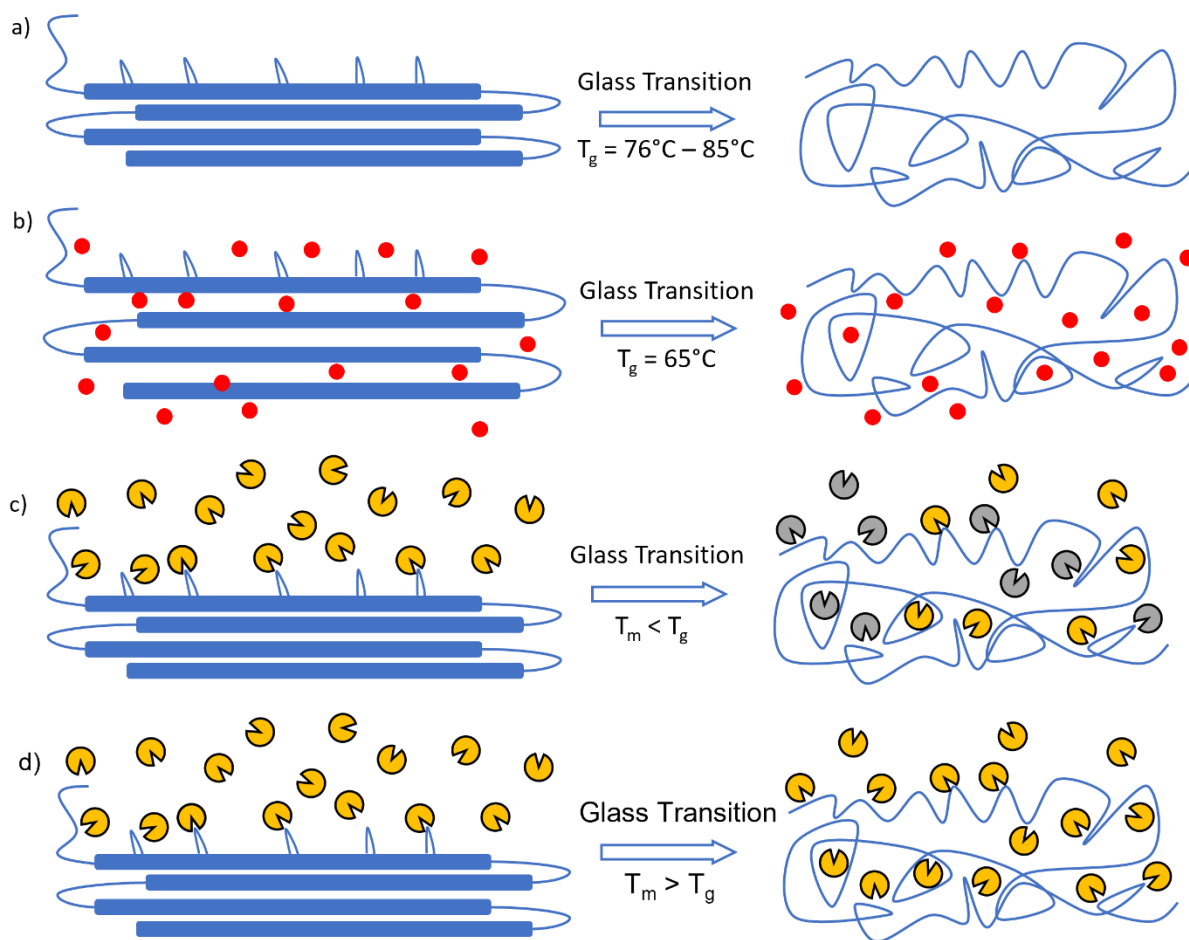 a)
Glass Transition
Tg = 76°C – 85°C
b)
Glass Transition
Tg = 65°C
c)
Glass Transition
Tm < Tg
d)
Glass Transition
Tm > Tg